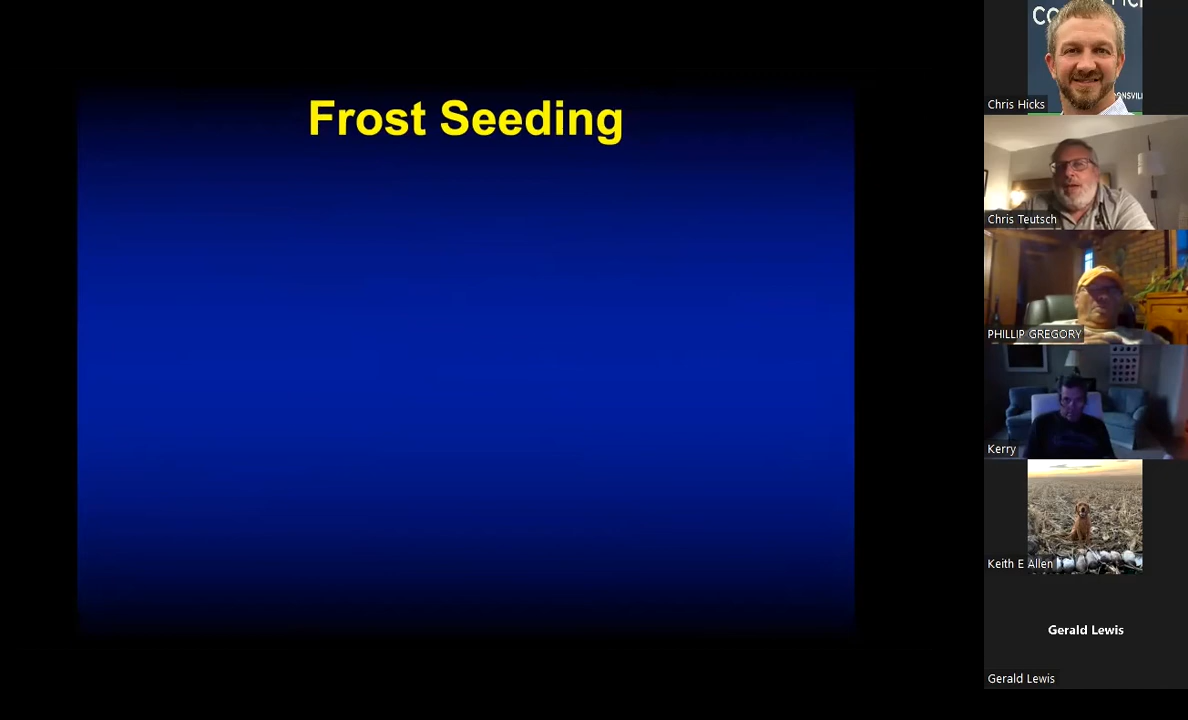 Frost Seeding
Chris Hicks
Chris Teutsch
PHILLIP GREGORY
Kerry
Keith E Allen
Gerald Lewis
Gerald Lewis